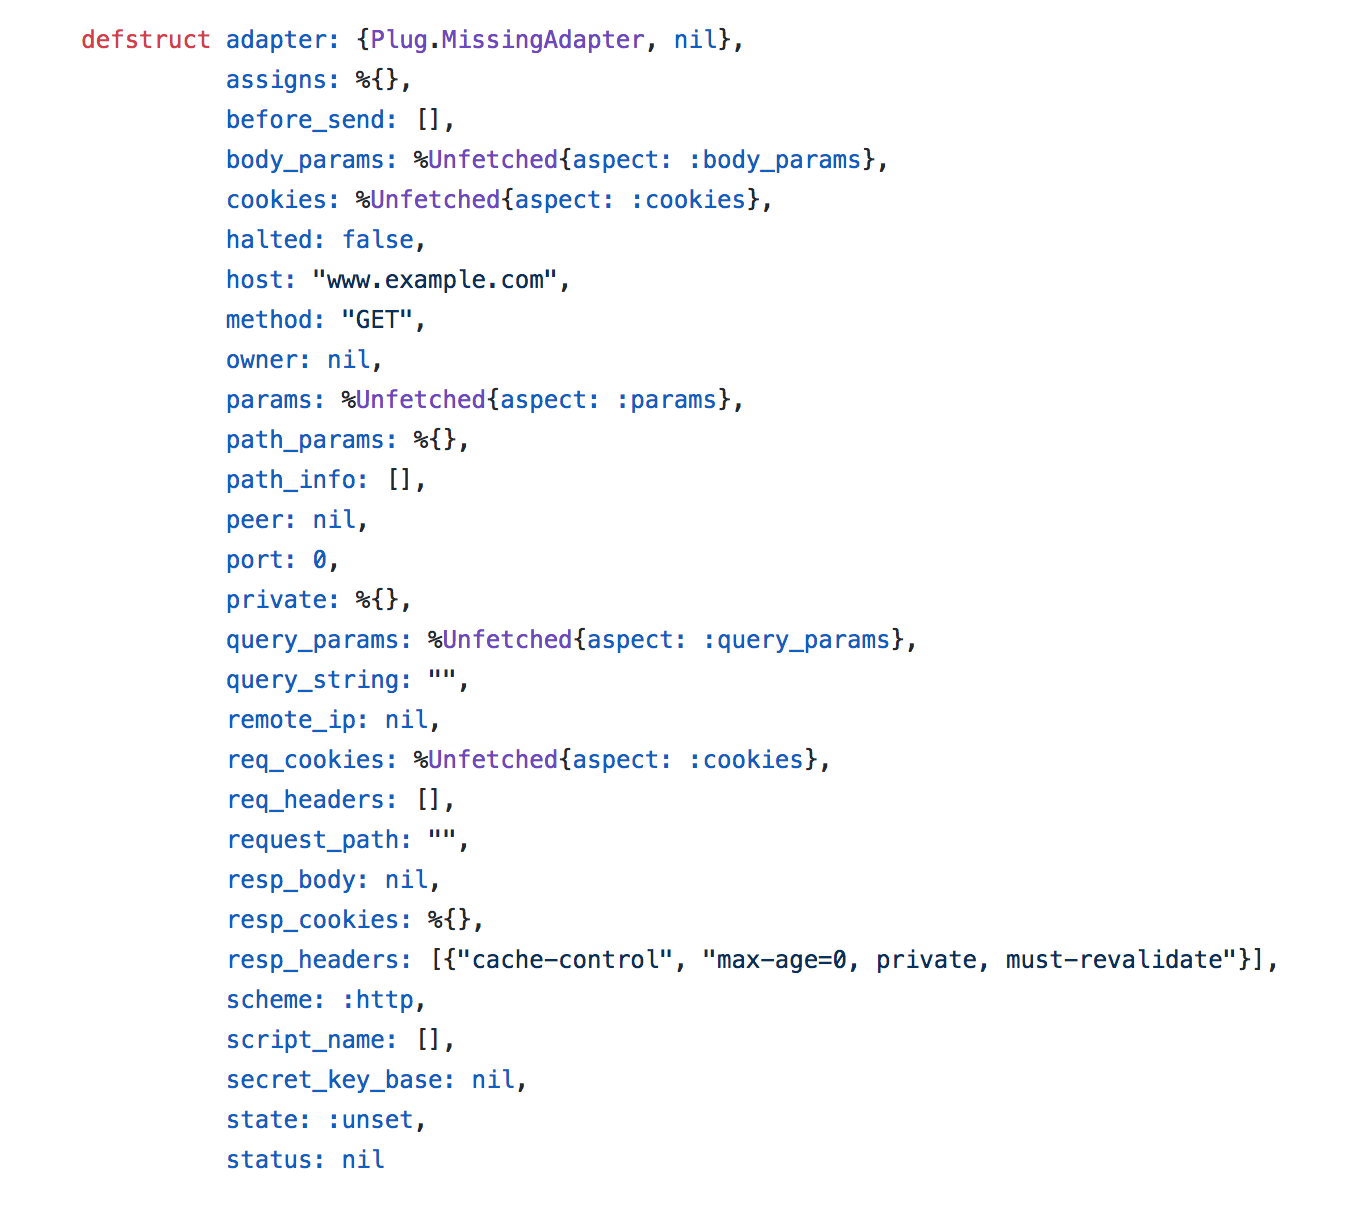 defstruct adapter: {Plug.MissingAdapter, nil},
assigns: %{},
before_send: [],
body_params: %Unfetched{aspect: :body_params},
cookies: %Unfetched{aspect: :cookies},
halted: false,
host: "www.example.com",
method: "GET",
owner: nil,
params: %Unfetched{aspect: :params},
path_params: %{},
path_info: [],
peer: nil,
port: 0,
private: %{},
query_params: %Unfetched{aspect: :query_params},
query_string: "",
remote_ip: nil,
req_cookies: %Unfetched{aspect: :cookies},
req_headers: [],
request_path: "",
resp_body: nil,
resp_cookies: %{},
resp_headers: [{"cache-control", "max-age=0, private, must-revalidate"}],
scheme: :http,
script_name: [],
secret_key_base: nil,
state: :unset,
status: nil